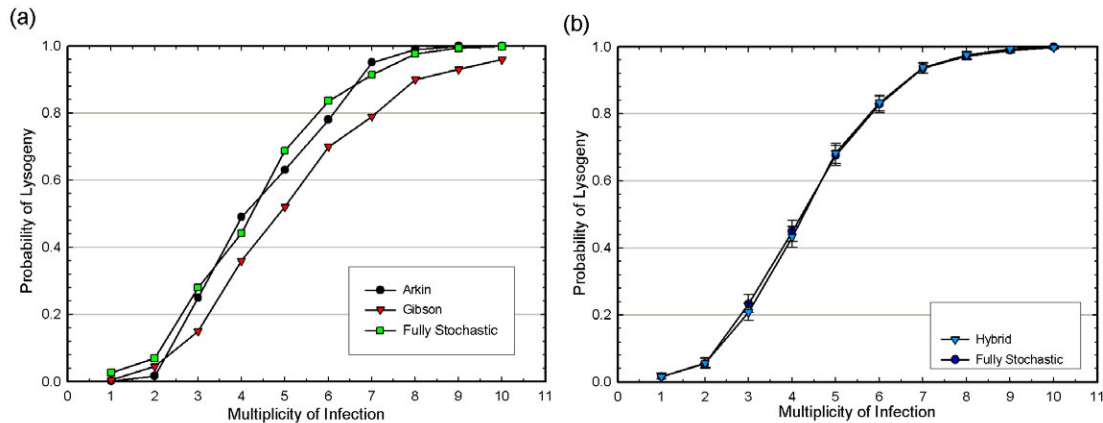 (a)
Probability of Lysogeny
1.0
0.8
0.6
0.4
0.2
0.0
Arkin
Gibson
Fully Stochastic
0 1 2 3 4 5 6 7 8 9 10 11
Multiplicity of Infection
(b)
Probability of Lysogeny
1.0
0.8
0.6
0.4
0.2
0.0
Hybrid
Fully Stochastic
0 1 2 3 4 5 6 7 8 9 10 11
Multiplicity of Infection